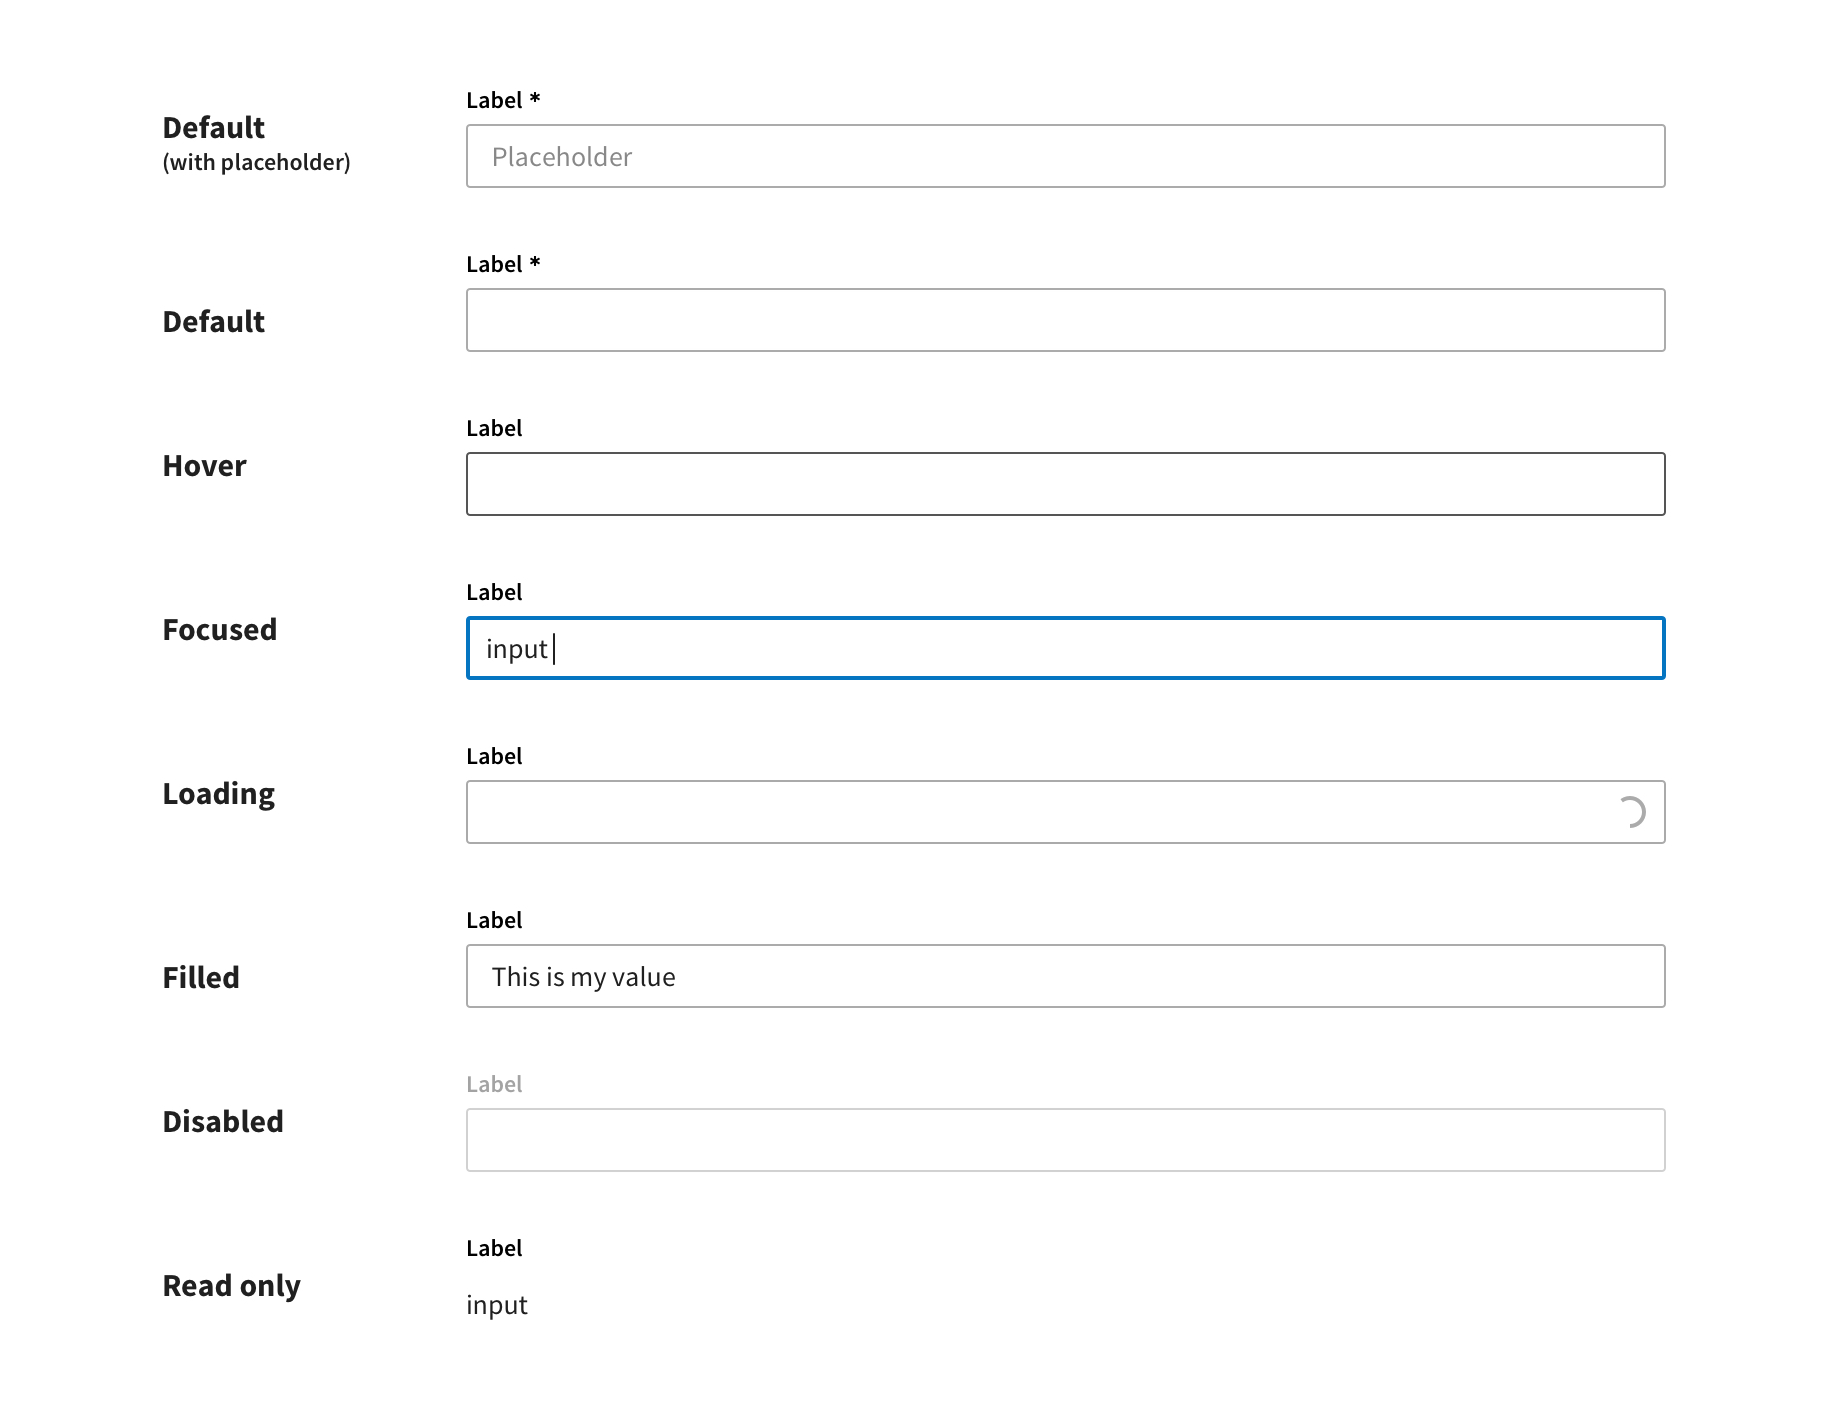 Label *
Default
(with placeholder)
Placeholder
Label *
Default
Label
Hover
Label
Focused
input
Label
Loading
Label
Filled
This is my value
Label
Disabled
Label
Read only
input